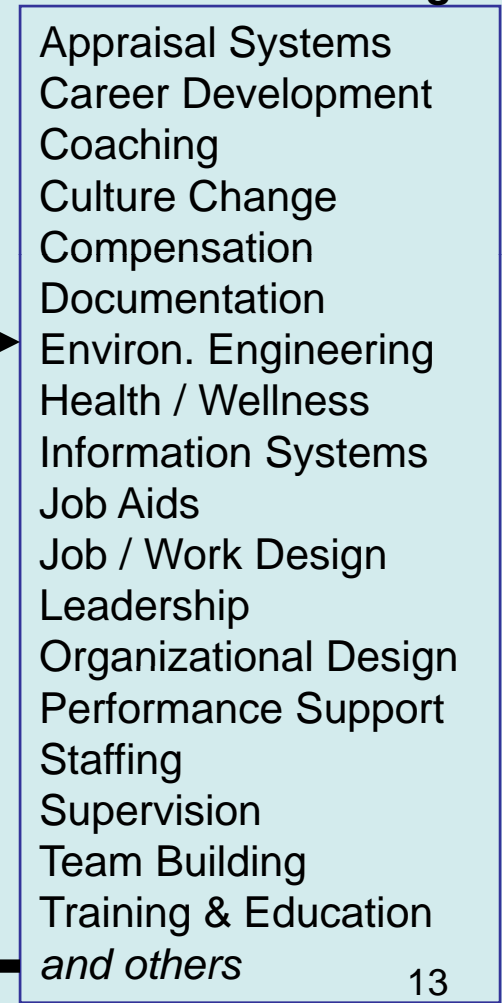 Appraisal Systems
Career Development
Coaching
Culture Change
Compensation
Documentation
Environ. Engineering
Health / Wellness
Information Systems
Job Aids
Job / Work Design
Leadership
Organizational Design
Performance Support
Staffing
Supervision
Team Building
Training & Education
and others
13